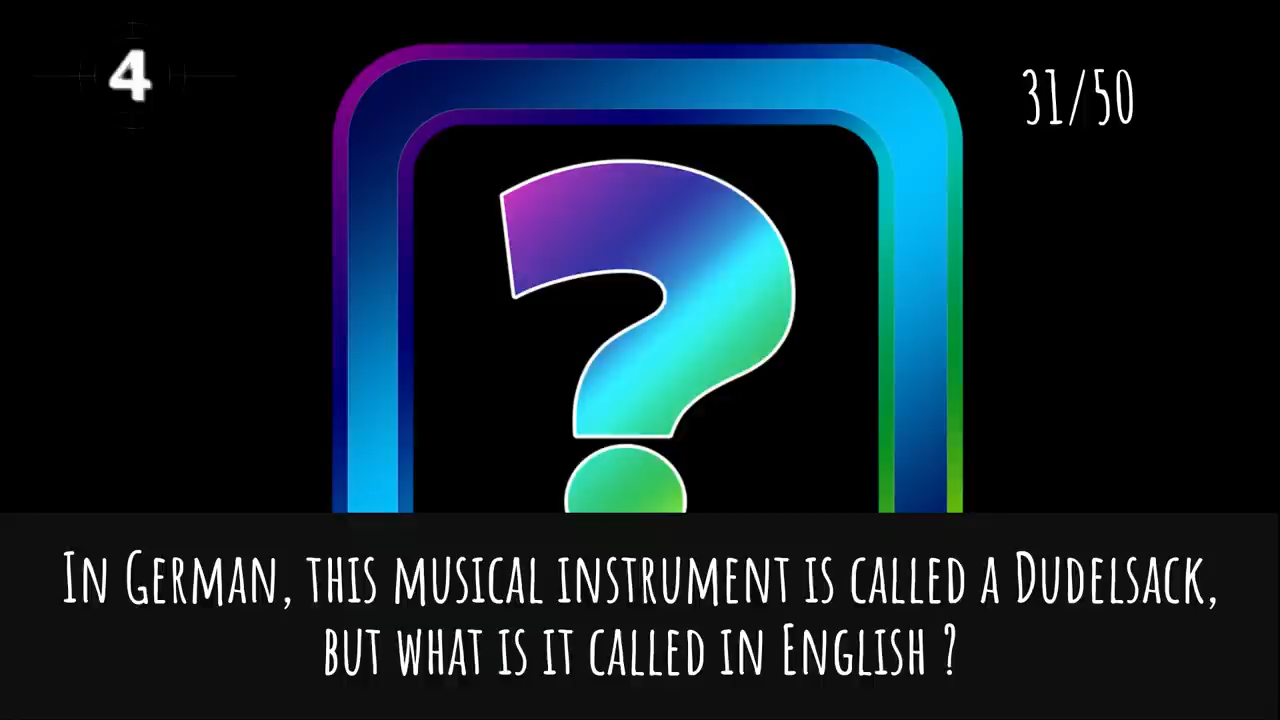 4
31/50
?
In German, this musical instrument is called a Dudelsack,
but what is it called in English ?